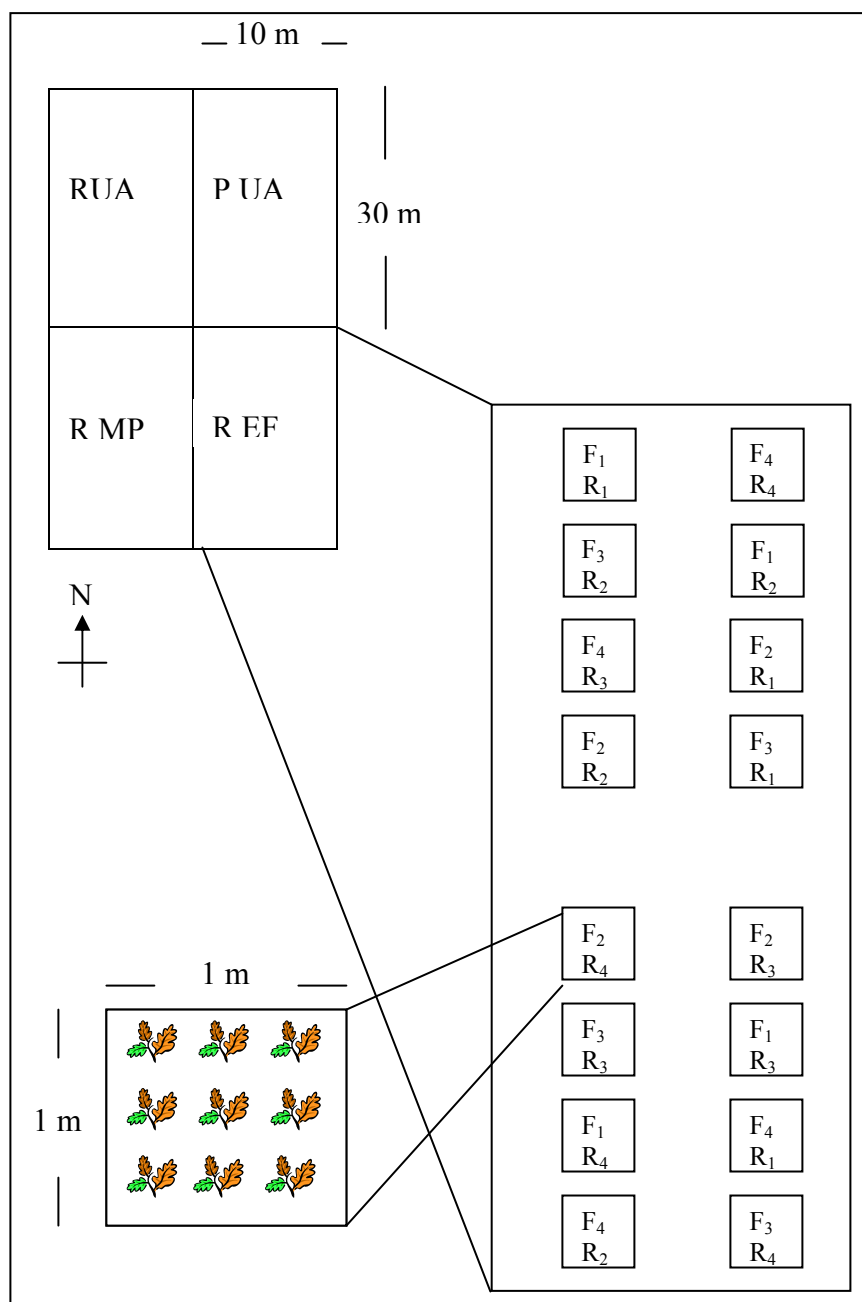 10 m
RUA P UA
30 m
R MP R EF
N
F₁ F₄
R₁ R₄
F₃ F₁
R₂ R₂
F₄ F₂
R₃ R₁
F₂ F₃
R₂ R₁
F₂ F₂
R₄ R₃
F₃ F₁
R₃ R₃
F₁ F₄
R₄ R₁
F₄ F₃
R₂ R₄
1 m
1 m